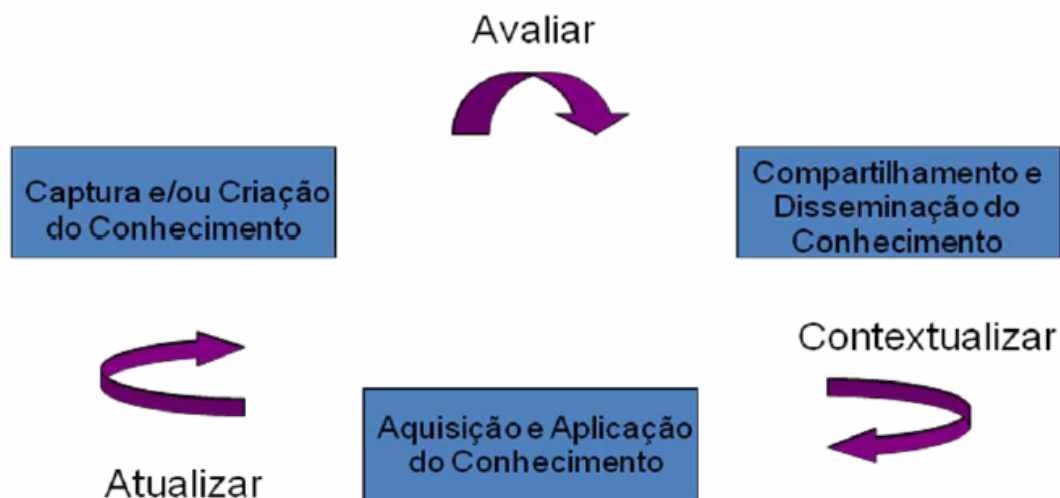 Avaliar
Captura e/ou Criação
do Conhecimento
Compartilhamento e
Disseminação do
Conhecimento
Contextualizar
Aquisição e Aplicação
do Conhecimento
Atualizar